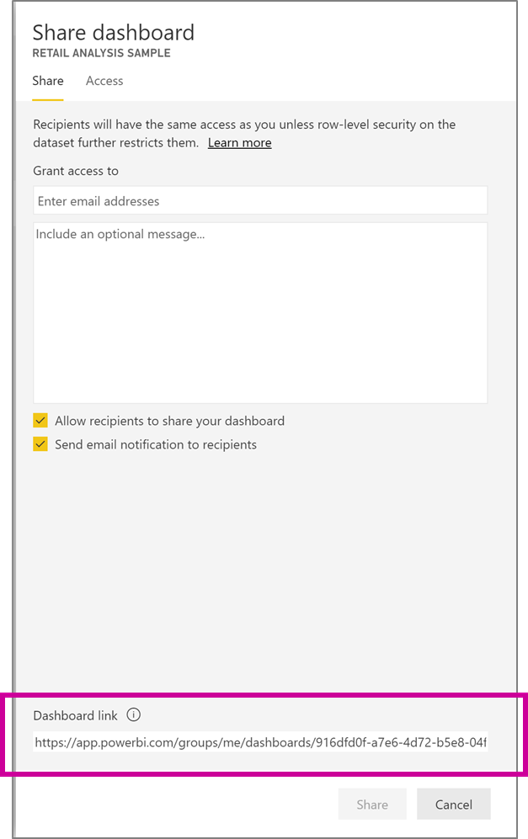 Share dashboard
RETAIL ANALYSIS SAMPLE
Share Access
Recipients will have the same access as you unless row-level security on the
dataset further restricts them. Learn more
Grant access to
Enter email addresses
Include an optional message...
Allow recipients to share your dashboard
Send email notification to recipients
Dashboard link
https://app.powerbi.com/groups/me/dashboards/916dfd0f-a7e6-4d72-b5e8-04f
Share Cancel